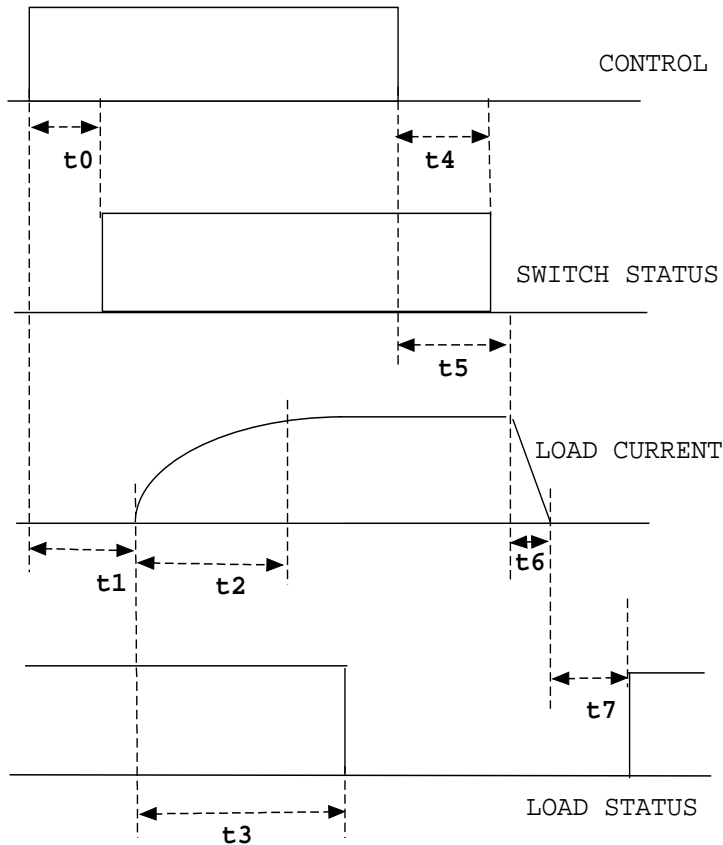 CONTROL
t0
t4
SWITCH STATUS
t5
LOAD CURRENT
t1
t2
t6
t7
LOAD STATUS
t3